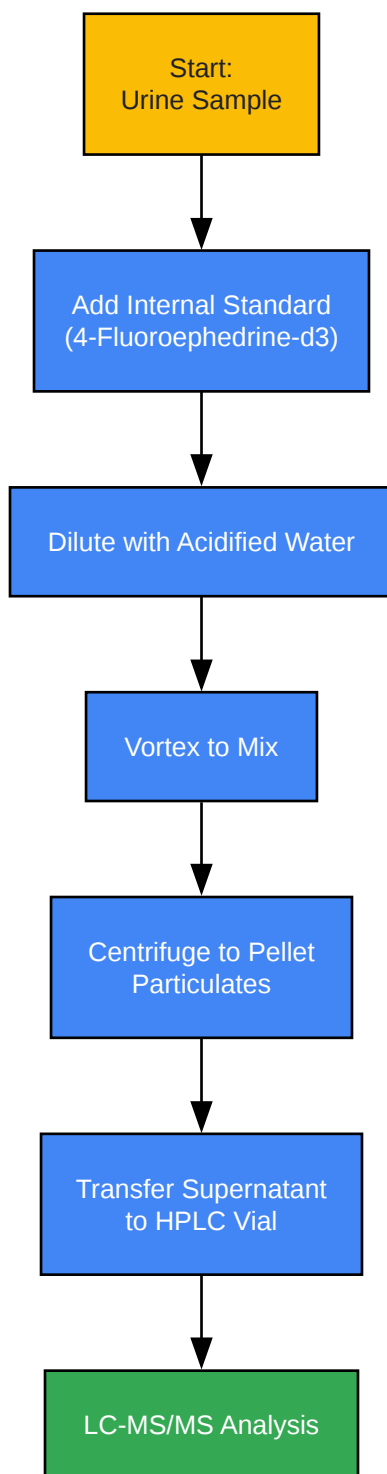 Start:
Urine Sample
Add Internal Standard
(4-Fluoroephedrine-d3)
Dilute with Acidified Water
Vortex to Mix
Centrifuge to Pellet
Particulates
Transfer Supernatant
to HPLC Vial
LC-MS/MS Analysis